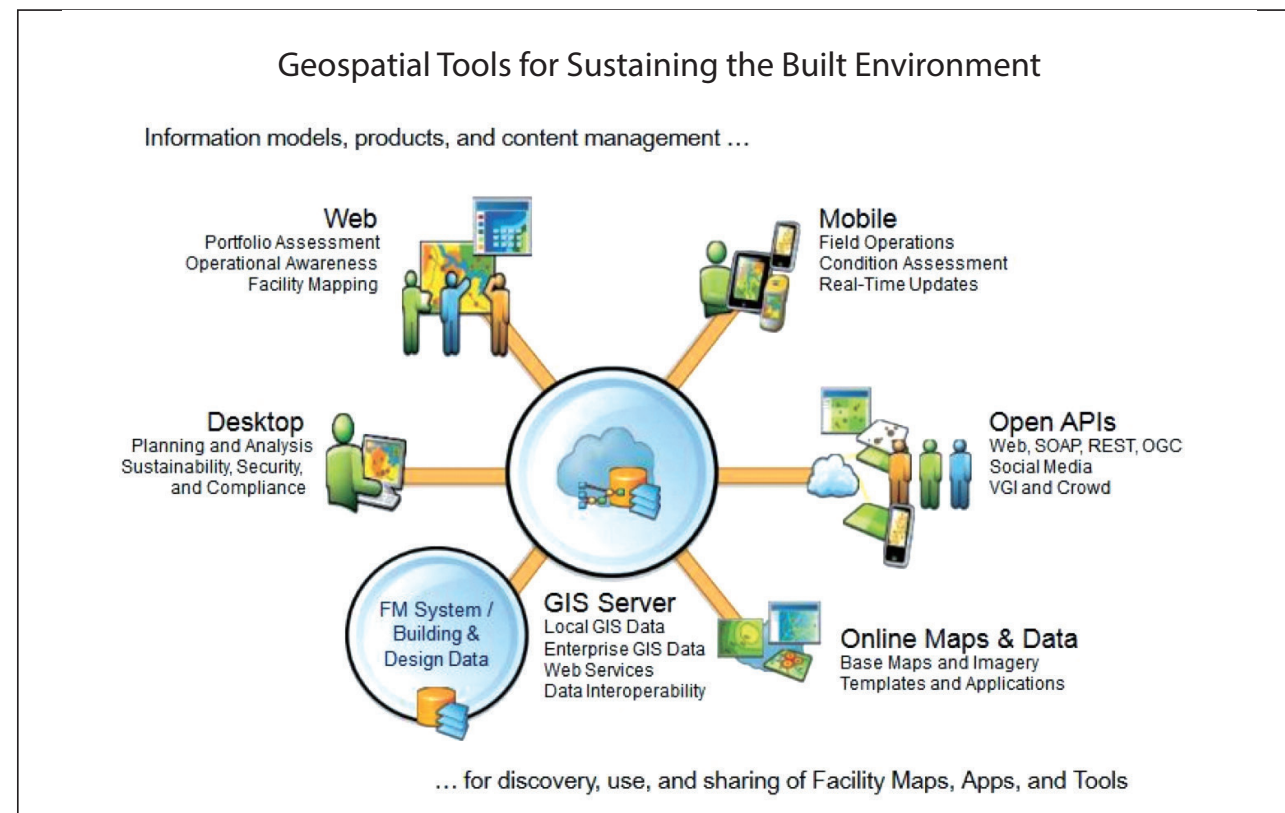 Geospatial Tools for Sustaining the Built Environment
Information models, products, and content management …
Web
Portfolio Assessment
Operational Awareness
Facility Mapping
Mobile
Field Operations
Condition Assessment
Real-Time Updates
Desktop
Planning and Analysis
Sustainability, Security,
and Compliance
Open APIs
Web, SOAP, REST, OGC
Social Media
VGI and Crowd
FM System /
Building &
Design Data
GIS Server
Local GIS Data
Enterprise GIS Data
Web Services
Data Interoperability
Online Maps & Data
Base Maps and Imagery
Templates and Applications
… for discovery, use, and sharing of Facility Maps, Apps, and Tools